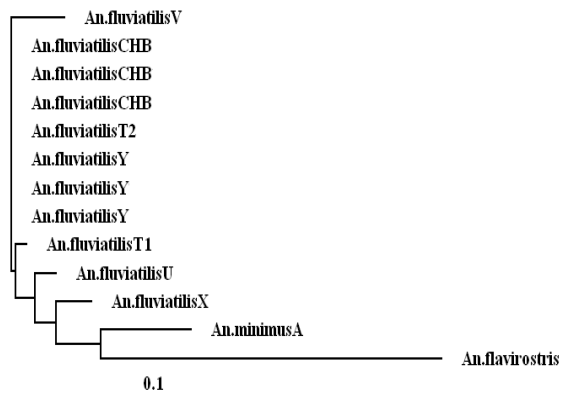 An.fluviatilisV
An.fluviatilisCHB
An.fluviatilisCHB
An.fluviatilisCHB
An.fluviatilisT2
An.fluviatilisY
An.fluviatilisY
An.fluviatilisY
An.fluviatilisT1
An.fluviatilisU
An.fluviatilisX
An.minimusA
An.flavirostris
0.1